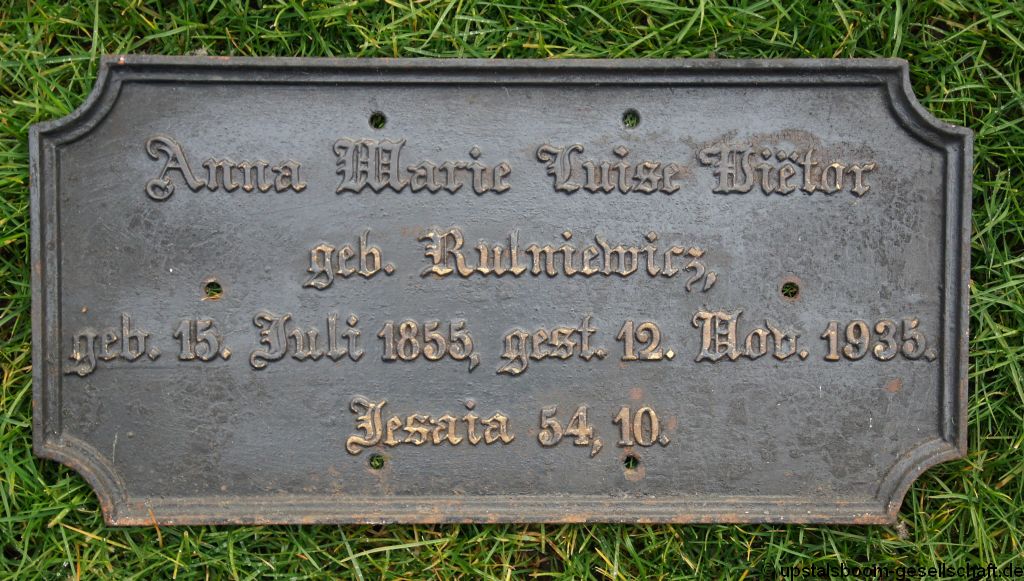 Anna Marie Luise Viëtor
geb. Rutniewicz,
geb. 15. Juli 1855, gest. 12. Nov. 1935.
Jesaia 54, 10.
© upstalsboom-gesellschaft.de